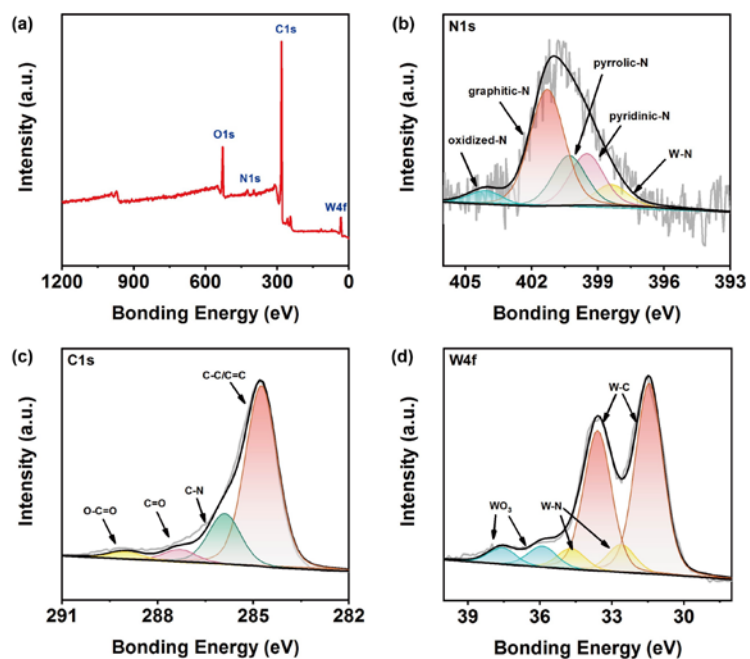 (a)
C1s
O1s
N1s
W4f
Intensity (a.u.)
1200 900 600 300 0
Bonding Energy (eV)
(b)
N1s
pyrrolic-N
graphitic-N
pyridinic-N
oxidized-N
W-N
Intensity (a.u.)
405 402 399 396 393
Bonding Energy (eV)
(c)
C1s
C-C/C=C
C-N
C=O
O-C=O
Intensity (a.u.)
291 288 285 282
Bonding Energy (eV)
(d)
W4f
W-C
WO3
W-N
Intensity (a.u.)
39 36 33 30
Bonding Energy (eV)